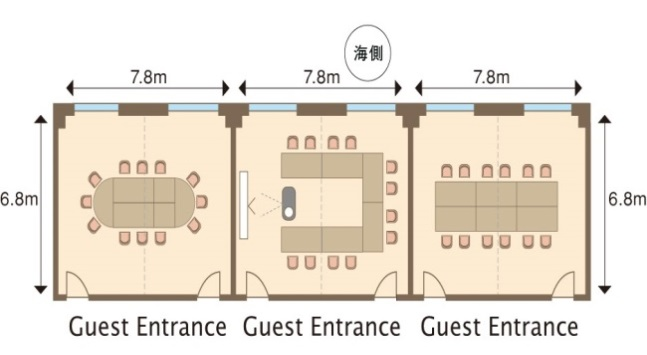 海側
7.8m 7.8m 7.8m
6.8m 6.8m
Guest Entrance Guest Entrance Guest Entrance